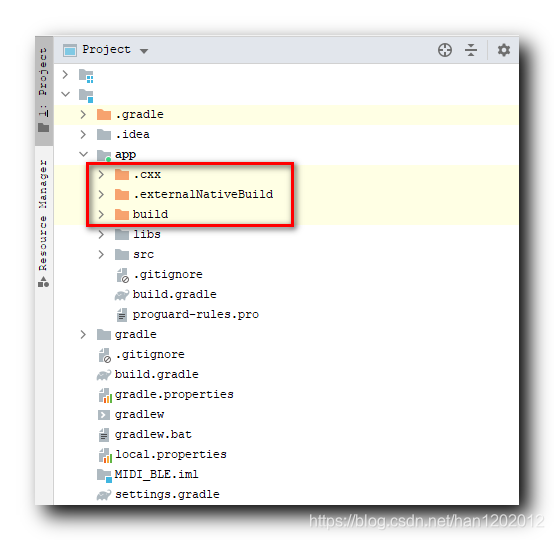 Project
1: Project
Resource Manager
.gradle
.idea
app
.cxx
.externalNativeBuild
build
libs
src
.gitignore
build.gradle
proguard-rules.pro
gradle
.gitignore
build.gradle
gradle.properties
gradlew
gradlew.bat
local.properties
MIDI_BLE.iml
settings.gradle
https://blog.csdn.net/han1202012